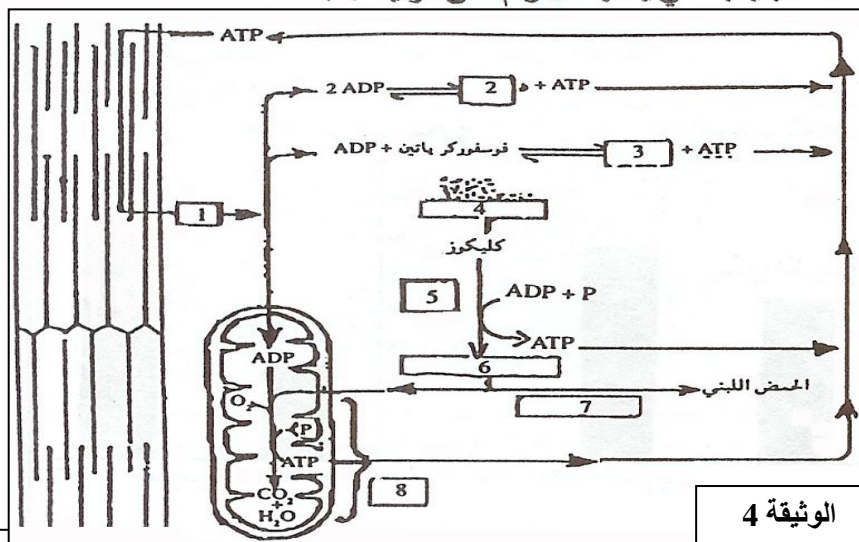 ATP
2 ADP 2 + ATP
ADP + فوسفوركرياتين 3 + ATP
1
4
كليكوز
5 ADP + P
ATP
ADP
6
O₂ الحمض اللبني
7
P
ATP
8
CO₂
+
H₂O
الوثيقة 4